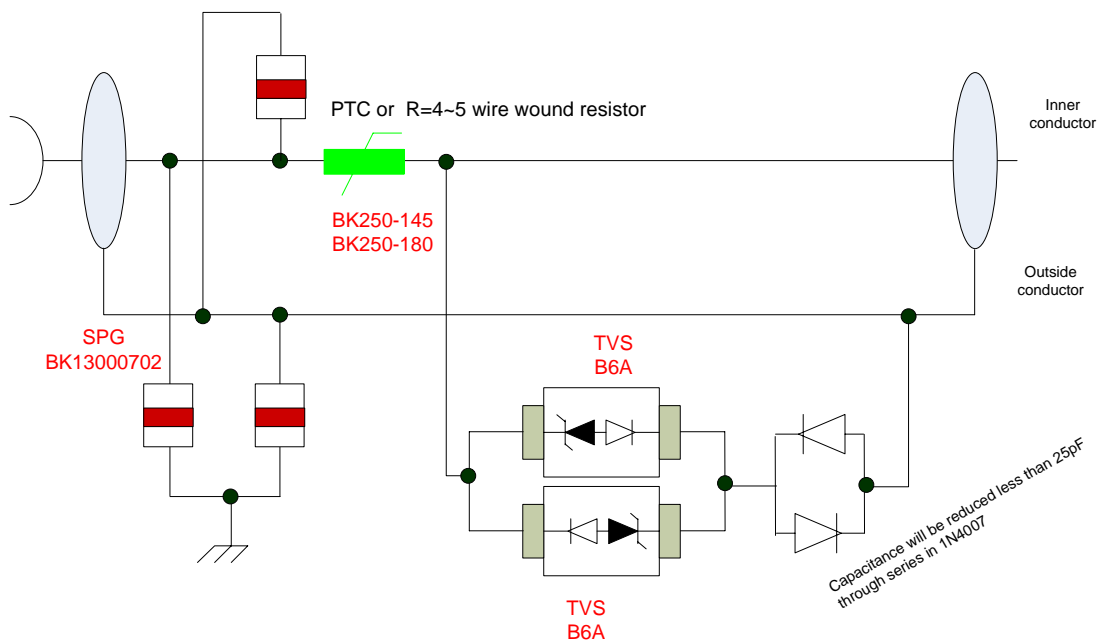 PTC or R=4~5 wire wound resistor
Inner
conductor
BK250-145
BK250-180
Outside
conductor
SPG
BK13000702
TVS
B6A
Capacitance will be reduced less than 25pF
through series in 1N4007
TVS
B6A